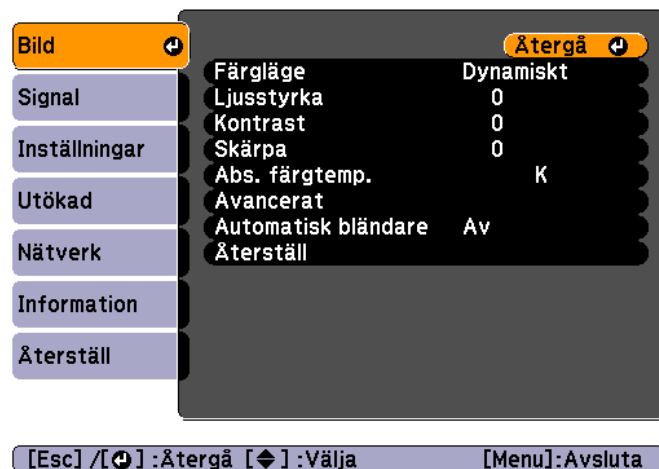 Bild
Signal
Inställningar
Utökad
Nätverk
Information
Återställ
Återgå
Färgläge Dynamiskt
Ljusstyrka 0
Kontrast 0
Skärpa 0
Abs. färgtemp. K
Avancerat
Automatisk bländare Av
Återställ
[Esc] /[ ] :Återgå [ ] :Välja [Menu]:Avsluta